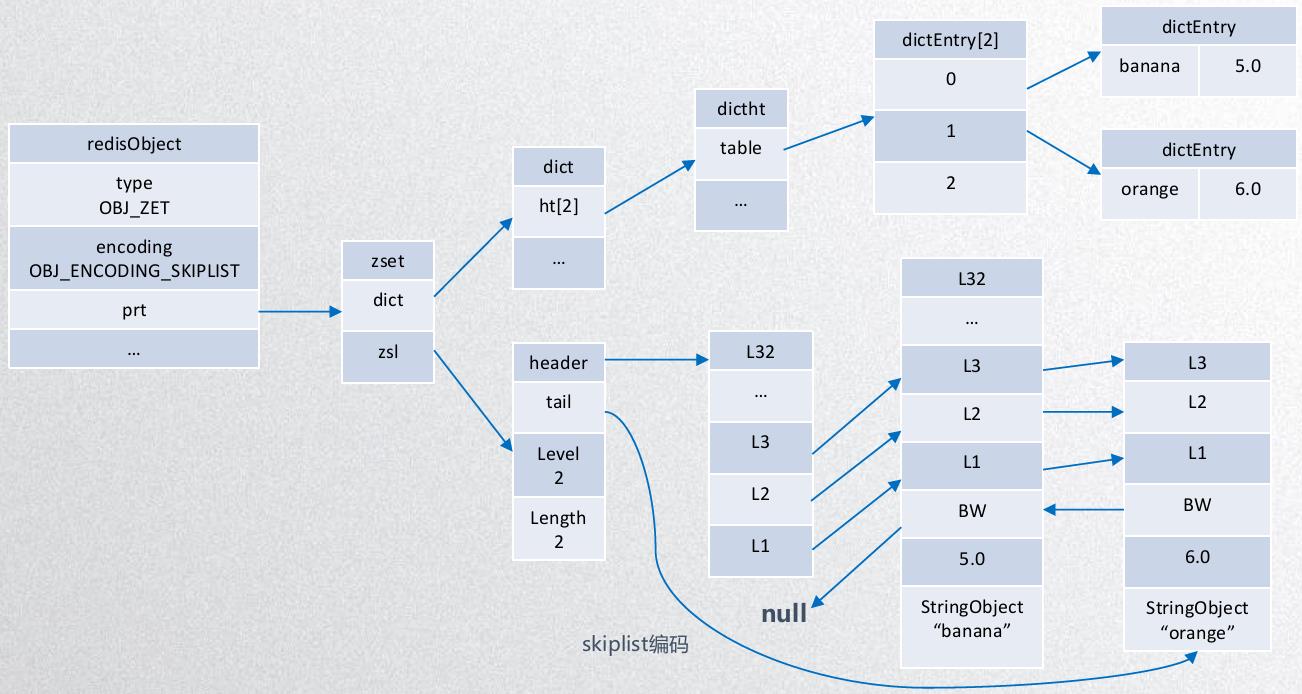 redisObject
type
OBJ_ZET
encoding
OBJ_ENCODING_SKIPLIST
prt
...
zset
dict
zsl
dict
ht[2]
...
dictht
table
...
dictEntry[2]
0
1
2
dictEntry
banana 5.0
dictEntry
orange 6.0
header
tail
Level
2
Length
2
L32
...
L3
L2
L1
L32
...
L3
L2
L1
BW
5.0
StringObject
“banana”
L3
L2
L1
BW
6.0
StringObject
“orange”
null
skiplist编码